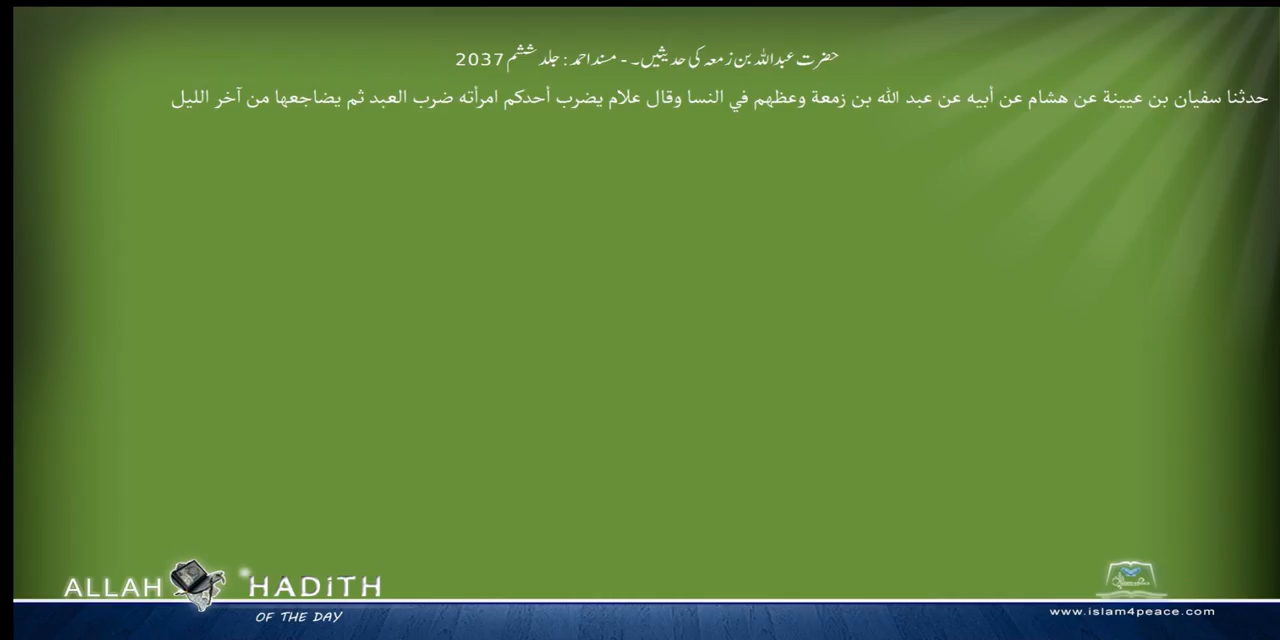 حضرت عبداللہ بن زمعہ کی حدیثیں۔ - مسند احمد : جلد ششم 2037
حدثنا سفيان بن عيينة عن هشام عن أبيه عن عبد الله بن زمعة وعظهم في النسا وقال علام يضرب أحدكم امرأته ضرب العبد ثم يضاجعها من آخر الليل
ALLAH HADITH
OF THE DAY
www.islam4peace.com